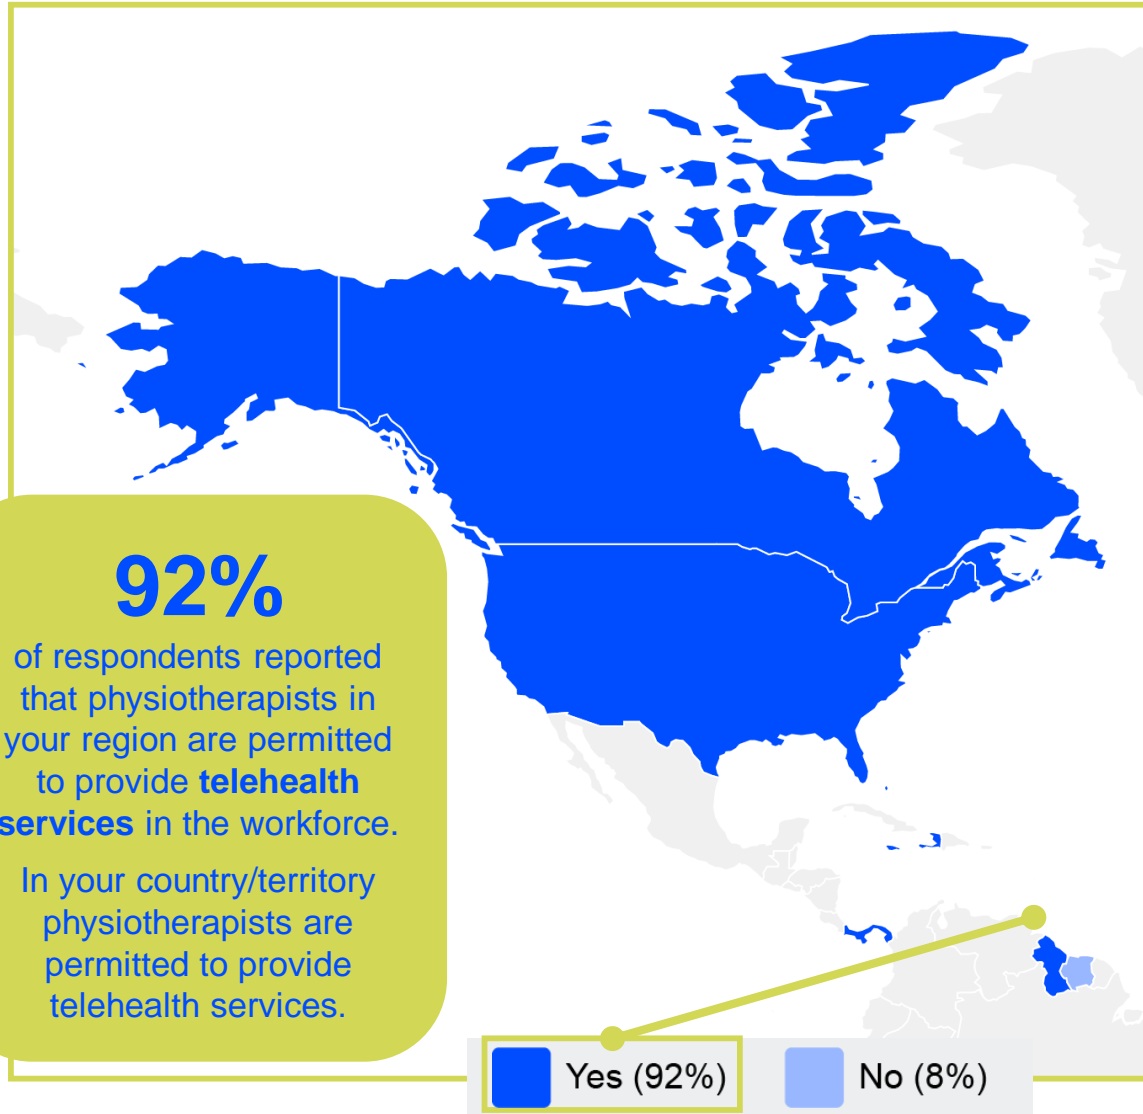 92%
of respondents reported
that physiotherapists in
your region are permitted
to provide telehealth
services in the workforce.
In your country/territory
physiotherapists are
permitted to provide
telehealth services.
Yes (92%)
No (8%)